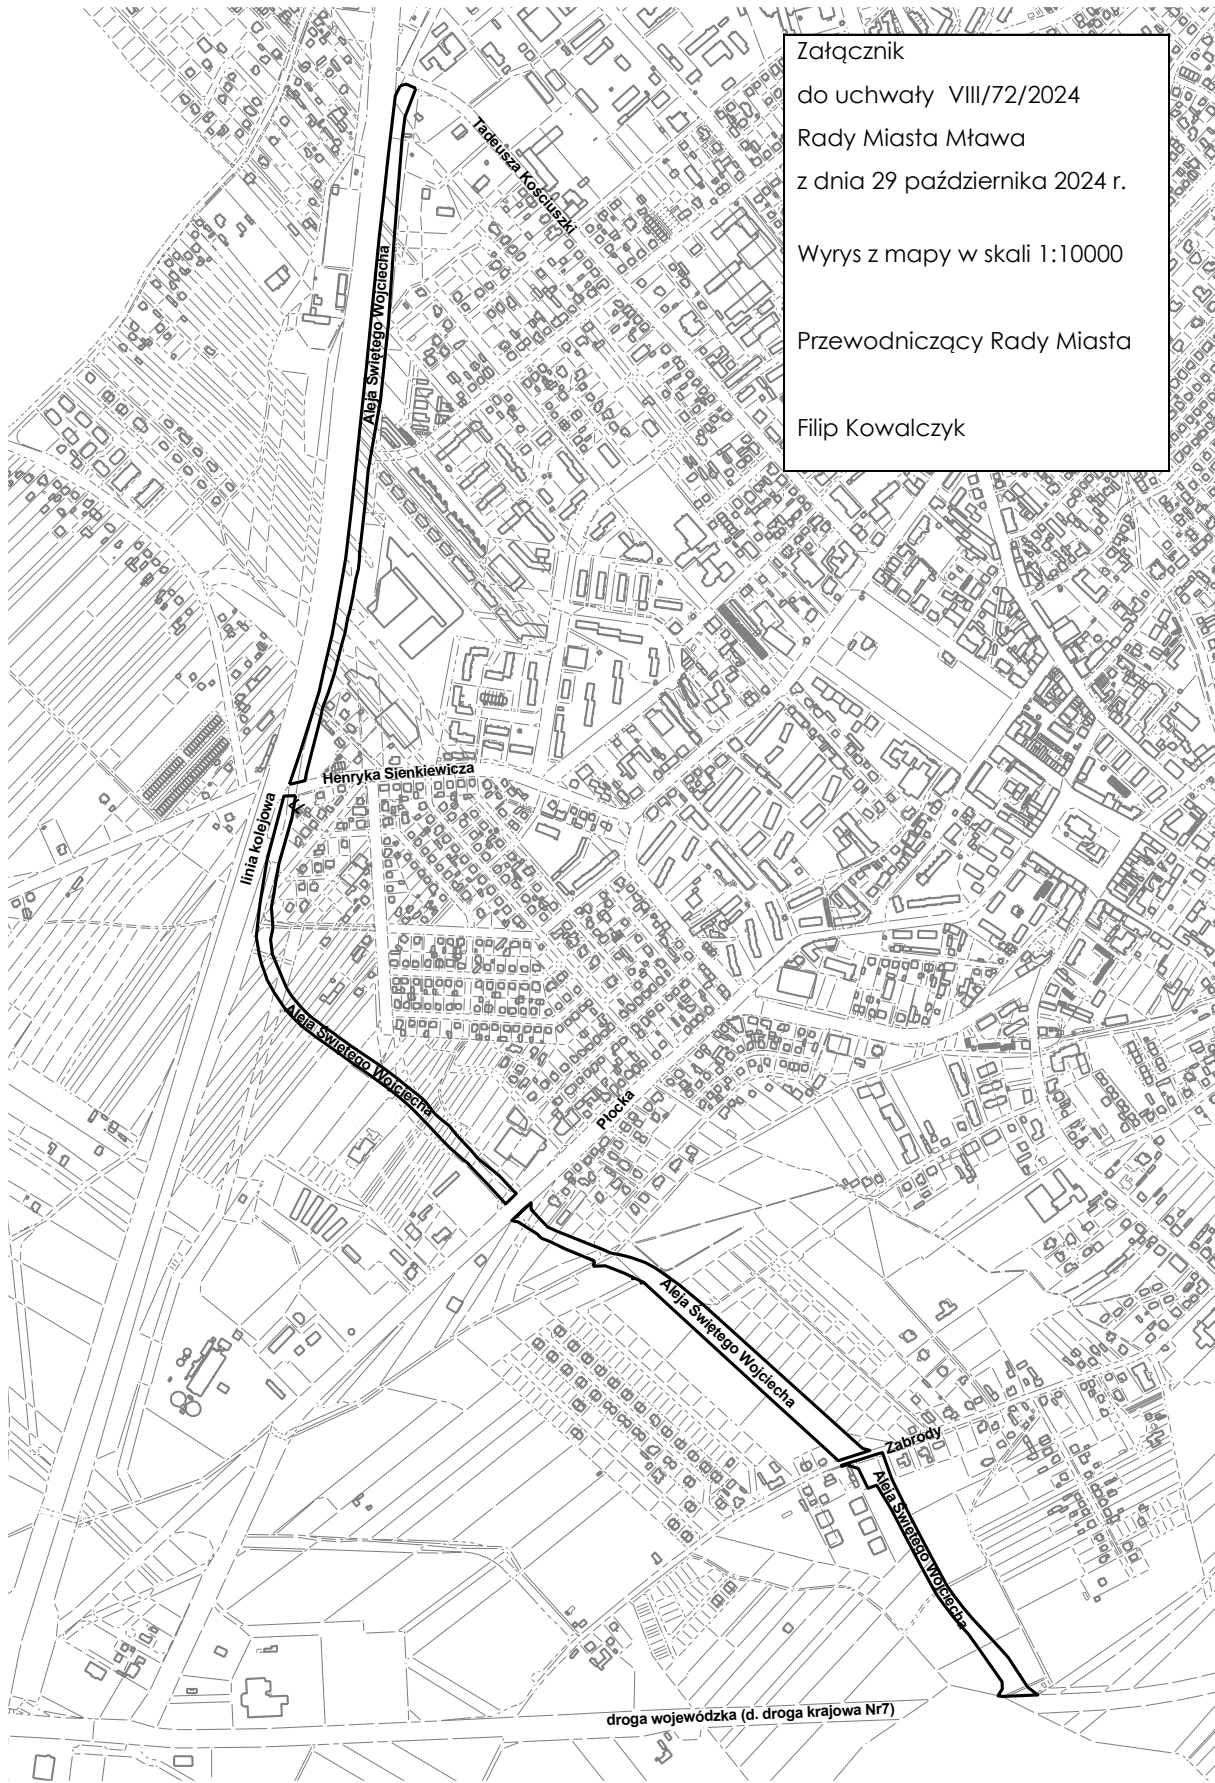 Załącznik
do uchwały VIII/72/2024
Rady Miasta Mława
z dnia 29 października 2024 r.
Wyrys z mapy w skali 1:10000
Przewodniczący Rady Miasta
Filip Kowalczyk
Tadeusza Kościuszki
Aleja Świętego Wojciecha
Henryka Sienkiewicza
linia kolejowa
Aleja Świętego Wojciecha
Płocka
Aleja Świętego Wojciecha
Zabrody
Aleja Świętego Wojciecha
droga wojewódzka (d. droga krajowa Nr7)